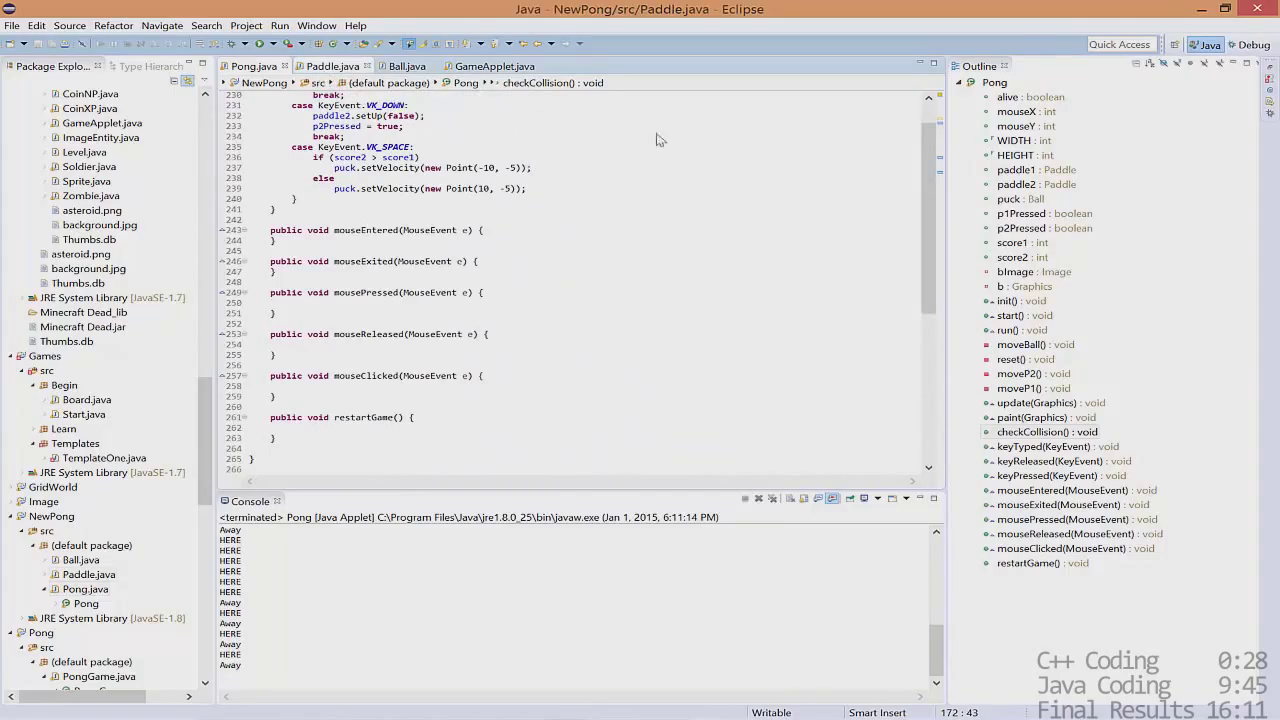 Java - NewPong/src/Paddle.java - Eclipse
File Edit Refactor Source Navigate Search Project Run Window Help
Quick Access Java Debug
Package Explo... Type Hierarch
CoinNP.java
CoinXP.java
GameApplet.java
ImageEntity.java
Level.java
Soldier.java
Sprite.java
Zombie.java
asteroid.png
background.jpg
Thumbs.db
asteroid.png
background.jpg
Thumbs.db
JRE System Library [JavaSE-1.7]
Minecraft Dead_lib
Minecraft Dead.jar
Thumbs.db
Games
src
Begin
Board.java
Start.java
Learn
Templates
TemplateOne.java
JRE System Library [JavaSE-1.7]
GridWorld
Image
NewPong
src
(default package)
Ball.java
Paddle.java
Pong.java
Pong
JRE System Library [JavaSE-1.8]
Pong
src
(default package)
PongGame.java
Pong.java Paddle.java Ball.java GameApplet.java
NewPong src (default package) Pong checkCollision() : void
230 break;
231 case KeyEvent.VK_DOWN:
232 paddle2.setUp(false);
233 p2Pressed = true;
234 break;
235 case KeyEvent.VK_SPACE:
236 if (score2 > score1)
237 puck.setVelocity(new Point(-10, -5));
238 else
239 puck.setVelocity(new Point(10, -5));
240 }
241 }
242
243 public void mouseEntered(MouseEvent e) {
244 }
245
246 public void mouseExited(MouseEvent e) {
247 }
248
249 public void mousePressed(MouseEvent e) {
250
251 }
252
253 public void mouseReleased(MouseEvent e) {
254
255 }
256
257 public void mouseClicked(MouseEvent e) {
258
259 }
260
261 public void restartGame() {
262
263 }
264
265 }
266
Console
<terminated> Pong [Java Applet] C:\Program Files\Java\jre1.8.0_25\bin\javaw.exe (Jan 1, 2015, 6:11:14 PM)
Away
HERE
HERE
HERE
HERE
HERE
HERE
Away
HERE
Away
HERE
Away
HERE
Away
Outline
Pong
alive : boolean
mouseX : int
mouseY : int
WIDTH : int
HEIGHT : int
paddle1 : Paddle
paddle2 : Paddle
puck : Ball
p1Pressed : boolean
p2Pressed : boolean
score1 : int
score2 : int
bImage : Image
b : Graphics
init() : void
start() : void
run() : void
moveBall() : void
reset() : void
moveP2() : void
moveP1() : void
update(Graphics) : void
paint(Graphics) : void
checkCollision() : void
keyTyped(KeyEvent) : void
keyReleased(KeyEvent) : void
keyPressed(KeyEvent) : void
mouseEntered(MouseEvent) : void
mouseExited(MouseEvent) : void
mousePressed(MouseEvent) : void
mouseReleased(MouseEvent) : void
mouseClicked(MouseEvent) : void
restartGame() : void
C++ Coding 0:28
Java Coding 9:45
Final Results 16:11
Writable Smart Insert 172 : 43